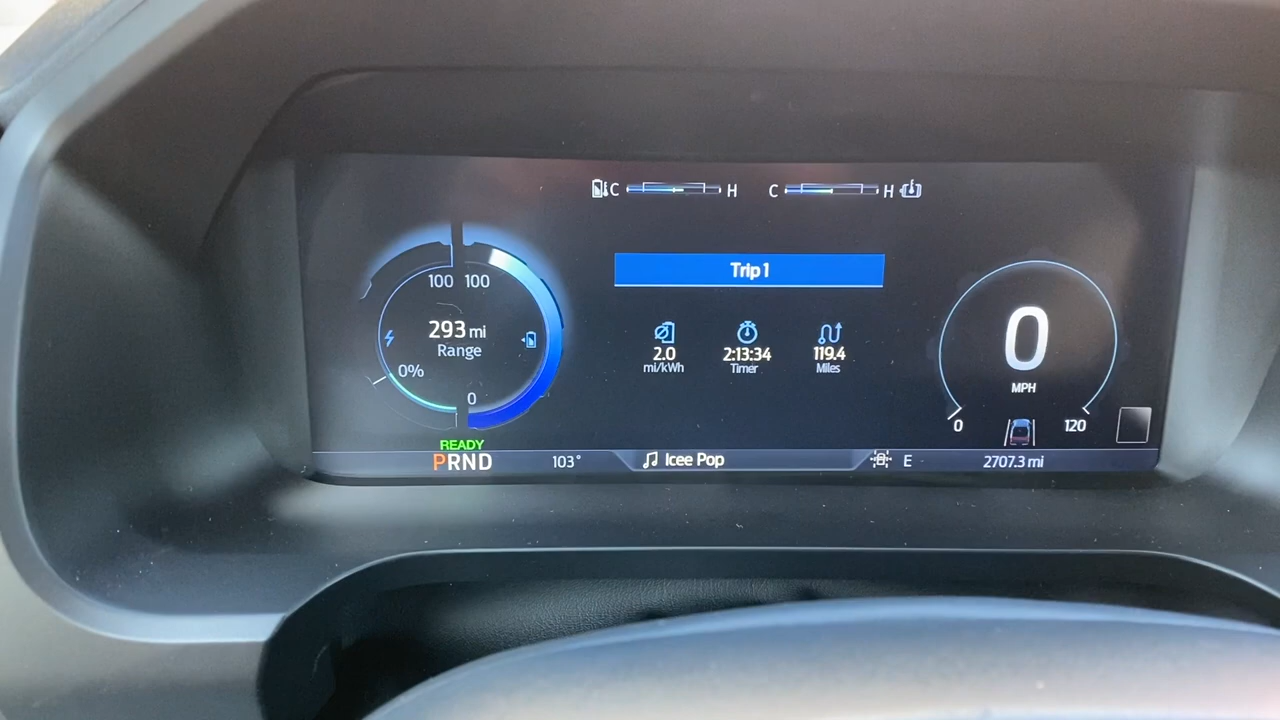 C H C H
Trip 1
100 100
293 mi
Range
0%
0
2.0 2:13:34 119.4
mi/kWh Timer Miles
0
MPH
0 120
READY
PRND 103° Icee Pop E 2707.3 mi